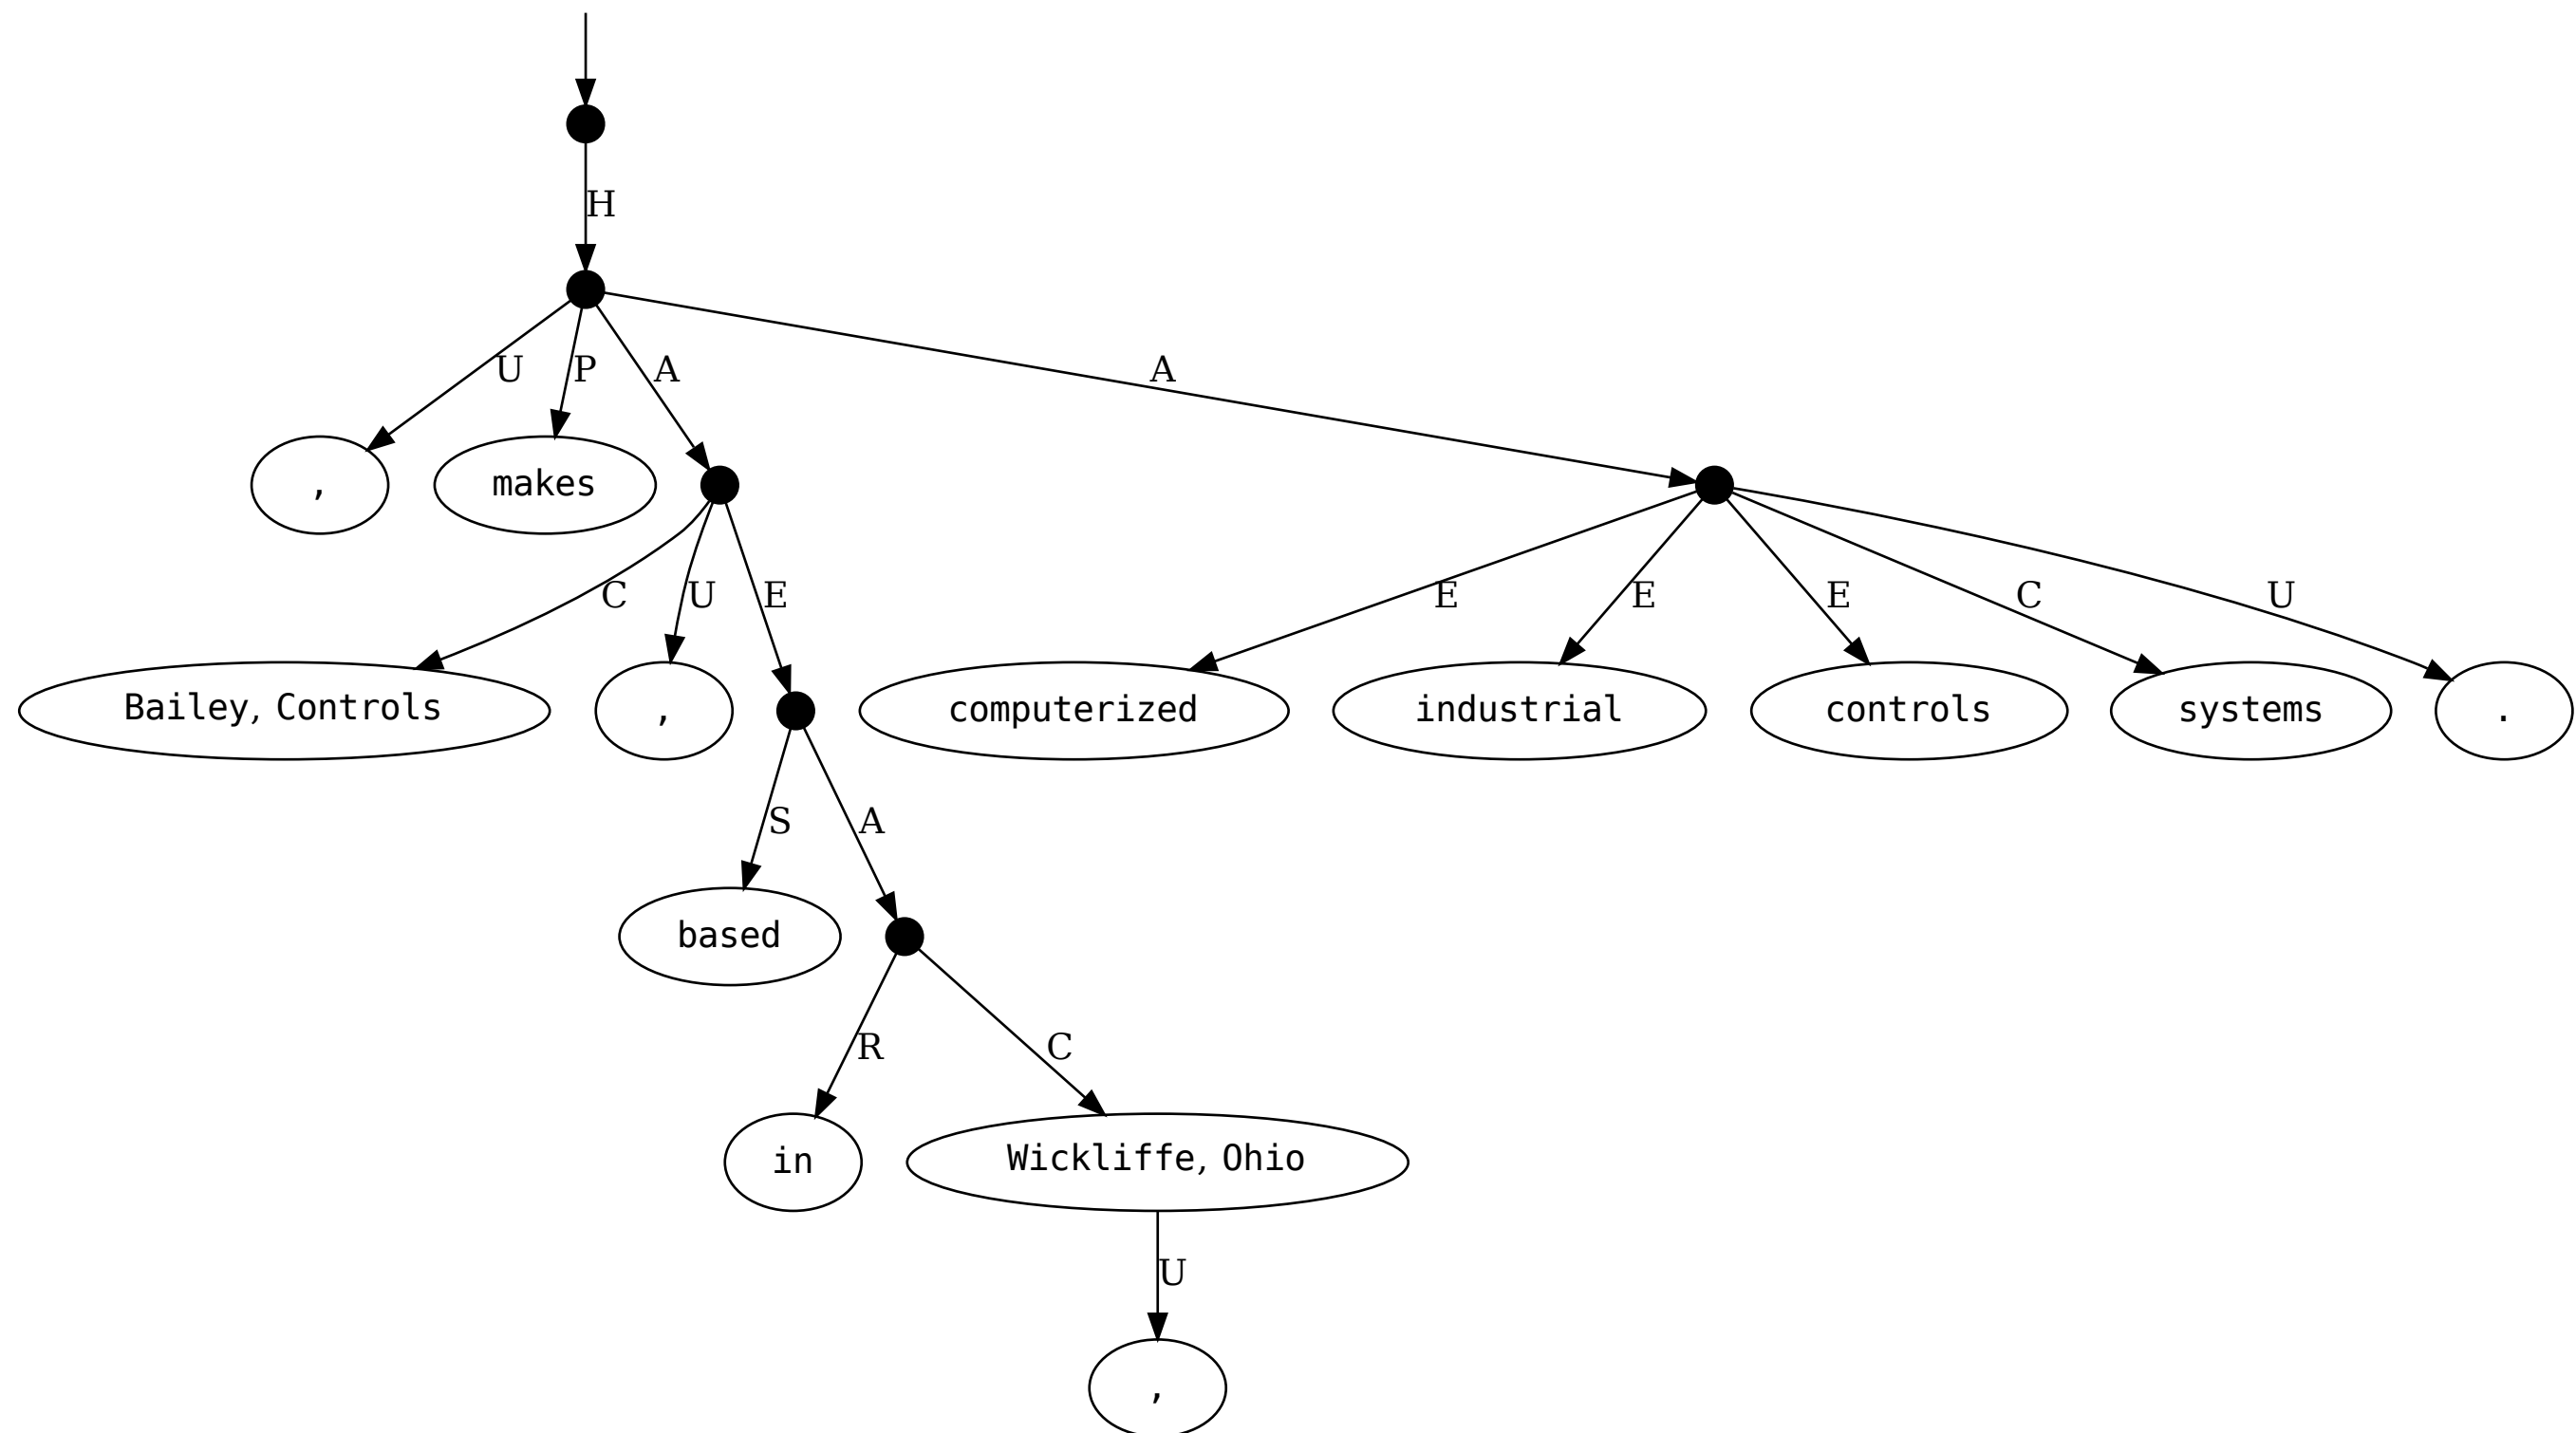 H
U P A A
, makes
C U E E E E C U
Bailey, Controls , computerized industrial controls systems .
S A
based
R C
in Wickliffe, Ohio
U
,